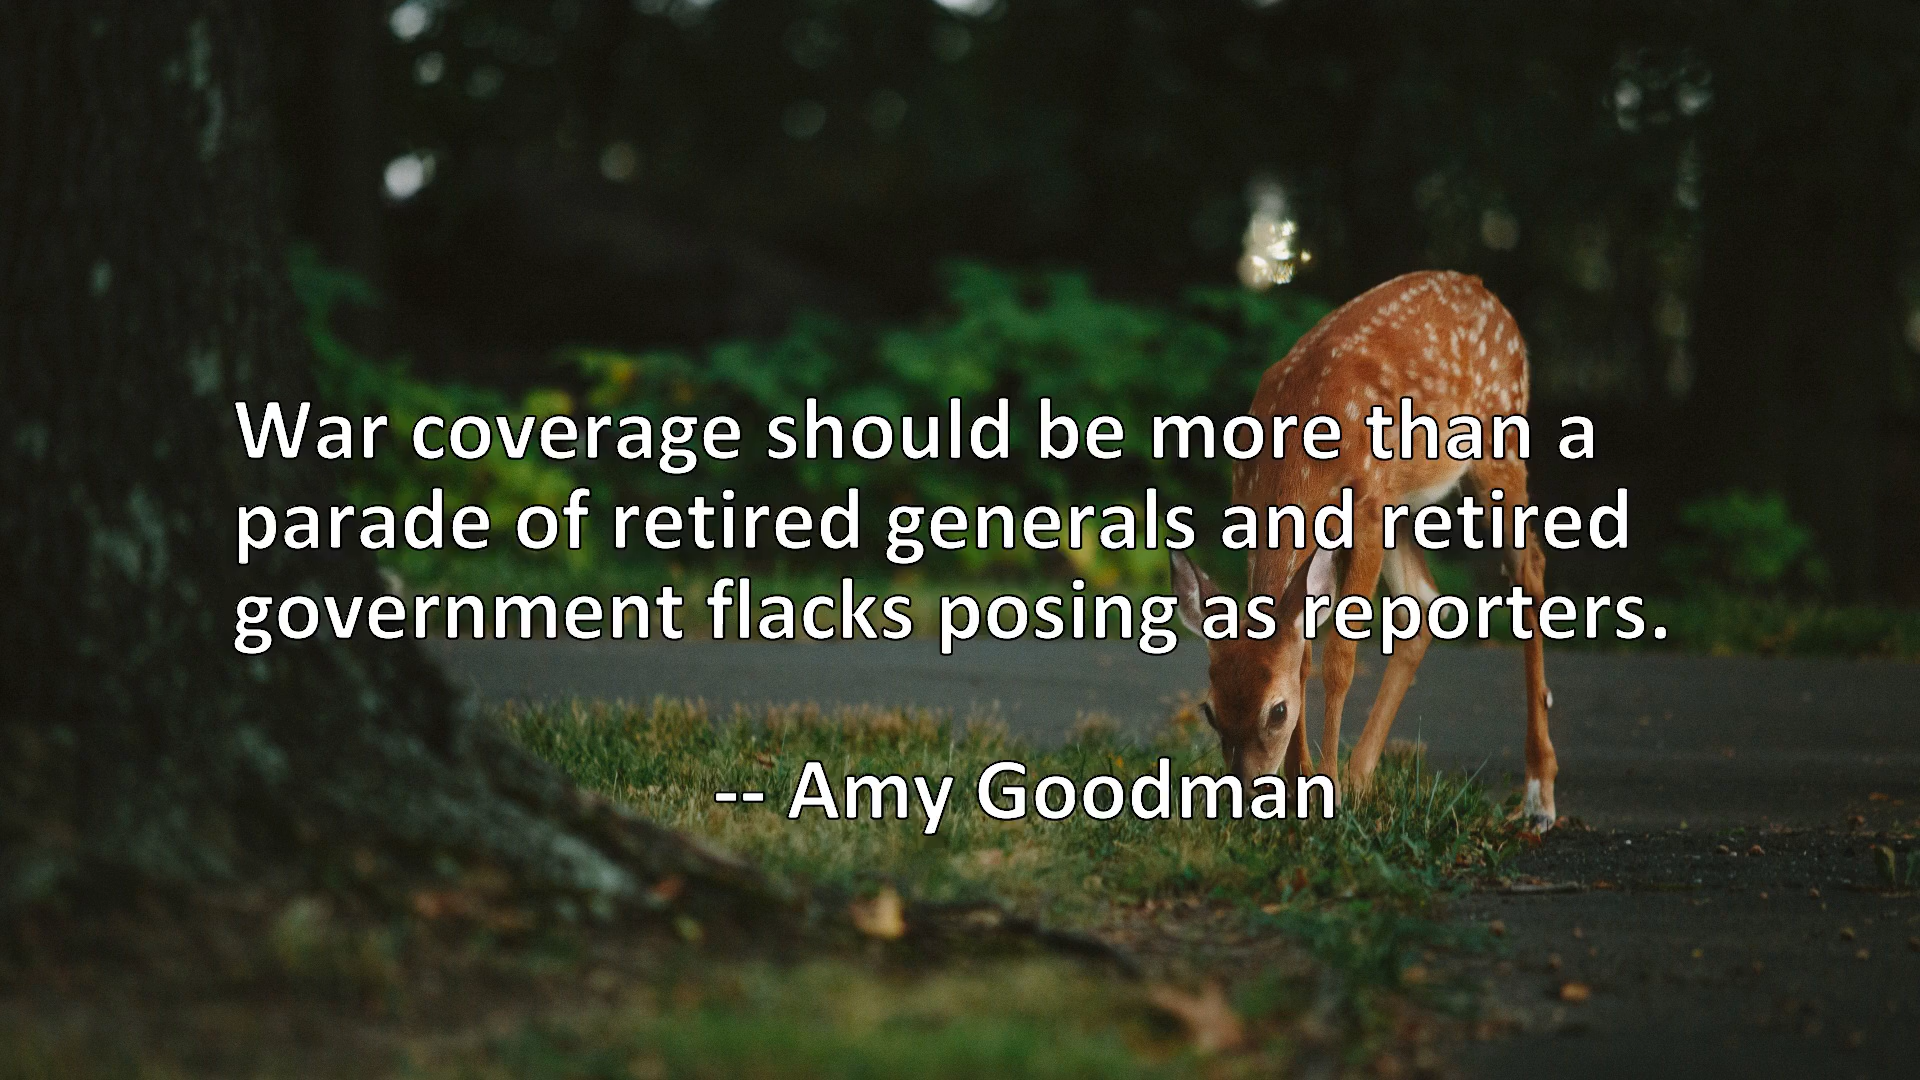 War coverage should be more than a
parade of retired generals and retired
government flacks posing as reporters.
-- Amy Goodman